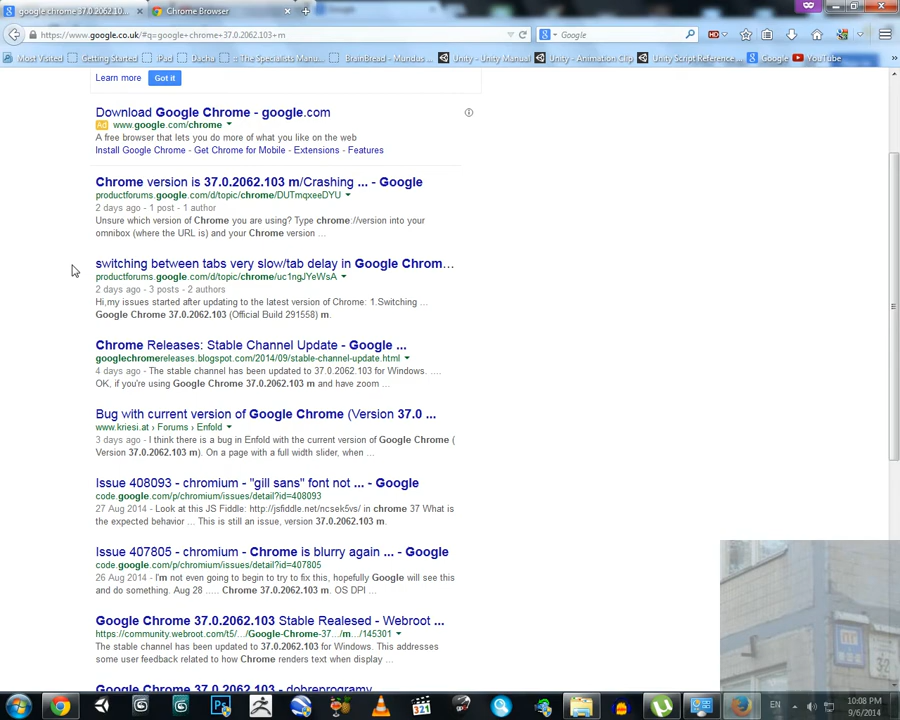 google chrome 37.0.2062.10...
Chrome Browser
https://www.google.co.uk/#q=google+chrome+37.0.2062.103+m
Google
Most Visited
Getting Started
iPad
Dacha
:: The Specialists Manu...
BrainBread - Mundus...
Unity - Unity Manual
Unity - Animation Clip
Unity Script Reference...
Google
YouTube
»
Learn more
Got it
Download Google Chrome - google.com
Ad www.google.com/chrome
A free browser that lets you do more of what you like on the web
Install Google Chrome - Get Chrome for Mobile - Extensions - Features
Chrome version is 37.0.2062.103 m/Crashing ... - Google
productforums.google.com/d/topic/chrome/DUTmqxeeDYU
2 days ago - 1 post - 1 author
Unsure which version of Chrome you are using? Type chrome://version into your
omnibox (where the URL is) and your Chrome version ...
switching between tabs very slow/tab delay in Google Chrom...
productforums.google.com/d/topic/chrome/uc1ngJYeWsA
2 days ago - 3 posts - 2 authors
Hi,my issues started after updating to the latest version of Chrome: 1.Switching ...
Google Chrome 37.0.2062.103 (Official Build 291558) m.
Chrome Releases: Stable Channel Update - Google ...
googlechromereleases.blogspot.com/2014/09/stable-channel-update.html
4 days ago - The stable channel has been updated to 37.0.2062.103 for Windows. ....
OK, if you're using Google Chrome 37.0.2062.103 m and have zoom ...
Bug with current version of Google Chrome (Version 37.0 ...
www.kriesi.at › Forums › Enfold
3 days ago - I think there is a bug in Enfold with the current version of Google Chrome (
Version 37.0.2062.103 m). On a page with a full width slider, when ...
Issue 408093 - chromium - "gill sans" font not ... - Google
code.google.com/p/chromium/issues/detail?id=408093
27 Aug 2014 - Look at this JS Fiddle: http://jsfiddle.net/ncsek5vs/ in chrome 37 What is
the expected behavior ... This is still an issue, version 37.0.2062.103 m.
Issue 407805 - chromium - Chrome is blurry again ... - Google
code.google.com/p/chromium/issues/detail?id=407805
26 Aug 2014 - I'm not even going to begin to try to fix this, hopefully Google will see this
and do something. Aug 28 ..... Chrome 37.0.2062.103 m. OS DPI ...
Google Chrome 37.0.2062.103 Stable Realesed - Webroot ...
https://community.webroot.com/t5/.../Google-Chrome-37.../m.../145301
The stable channel has been updated to 37.0.2062.103 for Windows. This addresses
some user feedback related to how Chrome renders text when display ...
Google Chrome 37.0.2062.103 - dobreprogramy
32
321
EN
10:08 PM
9/6/2014